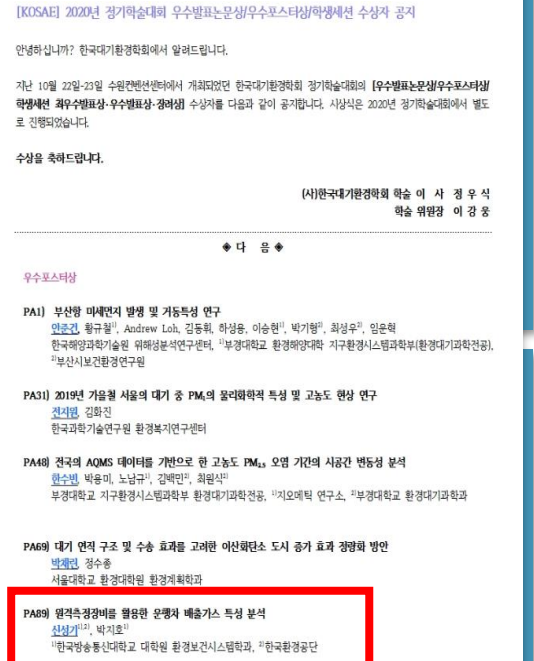 [KOSAE] 2020년 정기학술대회 우수발표논문상/우수포스터상/학생세션 수상자 공지
안녕하십니까? 한국대기환경학회에서 알려드립니다.
지난 10월 22일-23일 수원컨벤션센터에서 개최되었던 한국대기환경학회 정기학술대회의 [우수발표논문상/우수포스터상/
학생세션 최우수발표상·우수발표상·장려상] 수상자를 다음과 같이 공지합니다. 시상식은 2020년 정기학술대회에서 별도
로 진행되었습니다.
수상을 축하드립니다.
(사)한국대기환경학회 학술 이 사 정 우 식
학술 위원장 이 강 웅
◈ 다 음 ◈
우수포스터상
PA1) 부산항 미세먼지 발생 및 거동특성 연구
안준건, 황규철¹⁾, Andrew Loh, 김동휘, 하성용, 이승현¹⁾, 박기형²⁾, 최성우²⁾, 임운혁
한국해양과학기술원 위해성분석연구센터, ¹⁾부경대학교 환경해양대학 지구환경시스템과학부(환경대기과학전공),
²⁾부산시보건환경연구원
PA31) 2019년 가을철 서울의 대기 중 PM₁의 물리화학적 특성 및 고농도 현상 연구
전지원, 김화진
한국과학기술연구원 환경복지연구센터
PA48) 전국의 AQMS 데이터를 기반으로 한 고농도 PM₂.₅ 오염 기간의 시공간 변동성 분석
한수빈, 박용미, 노남규¹⁾, 김백민²⁾, 최원식²⁾
부경대학교 지구환경시스템과학부 환경대기과학전공, ¹⁾지오메틱 연구소, ²⁾부경대학교 환경대기과학과
PA69) 대기 연직 구조 및 수송 효과를 고려한 이산화탄소 도시 증가 효과 정량화 방안
박채린, 정수종
서울대학교 환경대학원 환경계획학과
PA89) 원격측정장비를 활용한 운행차 배출가스 특성 분석
신성기¹⁾,²⁾, 박지호¹⁾
¹⁾한국방송통신대학교 대학원 환경보건시스템학과, ²⁾한국환경공단